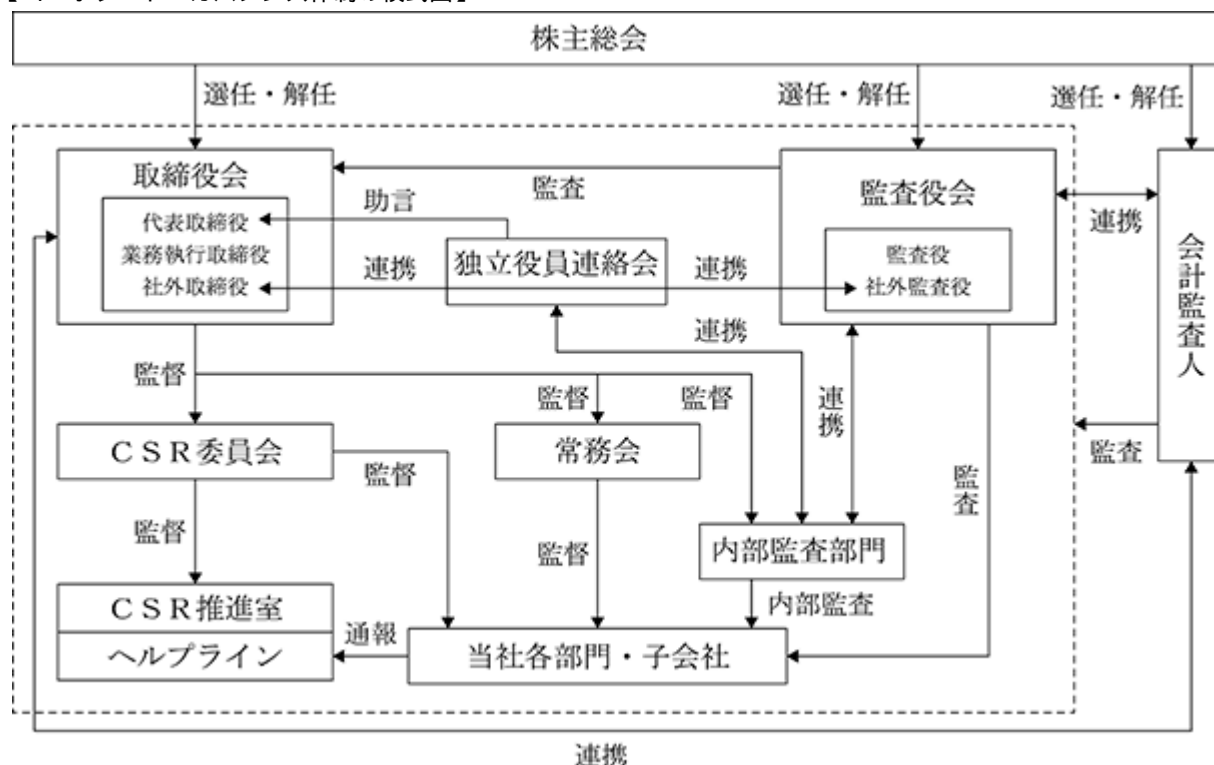 株主総会
選任・解任
選任・解任
選任・解任
取締役会
代表取締役
業務執行取締役
社外取締役
監査
助言
独立役員連絡会
連携
連携
監査役会
監査役
社外監査役
連携
会計監査人
連携
監督
監督
監督
連携
監査
監査
CSR委員会
監督
常務会
監督
監督
内部監査部門
内部監査
CSR推進室
ヘルプライン
通報
当社各部門・子会社
連携